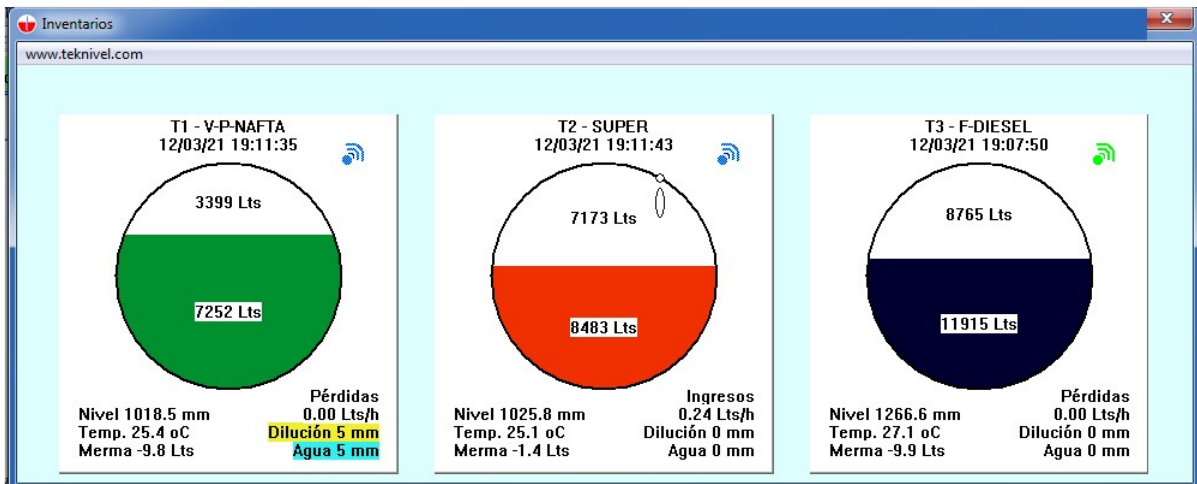 Inventarios
www.teknivel.com
T1 - V-P-NAFTA
12/03/21 19:11:35
3399 Lts
7252 Lts
Pérdidas
Nivel 1018.5 mm 0.00 Lts/h
Temp. 25.4 oC Dilución 5 mm
Merma -9.8 Lts Agua 5 mm
T2 - SUPER
12/03/21 19:11:43
7173 Lts
8483 Lts
Ingresos
Nivel 1025.8 mm 0.24 Lts/h
Temp. 25.1 oC Dilución 0 mm
Merma -1.4 Lts Agua 0 mm
T3 - F-DIESEL
12/03/21 19:07:50
8765 Lts
11915 Lts
Pérdidas
Nivel 1266.6 mm 0.00 Lts/h
Temp. 27.1 oC Dilución 0 mm
Merma -9.9 Lts Agua 0 mm